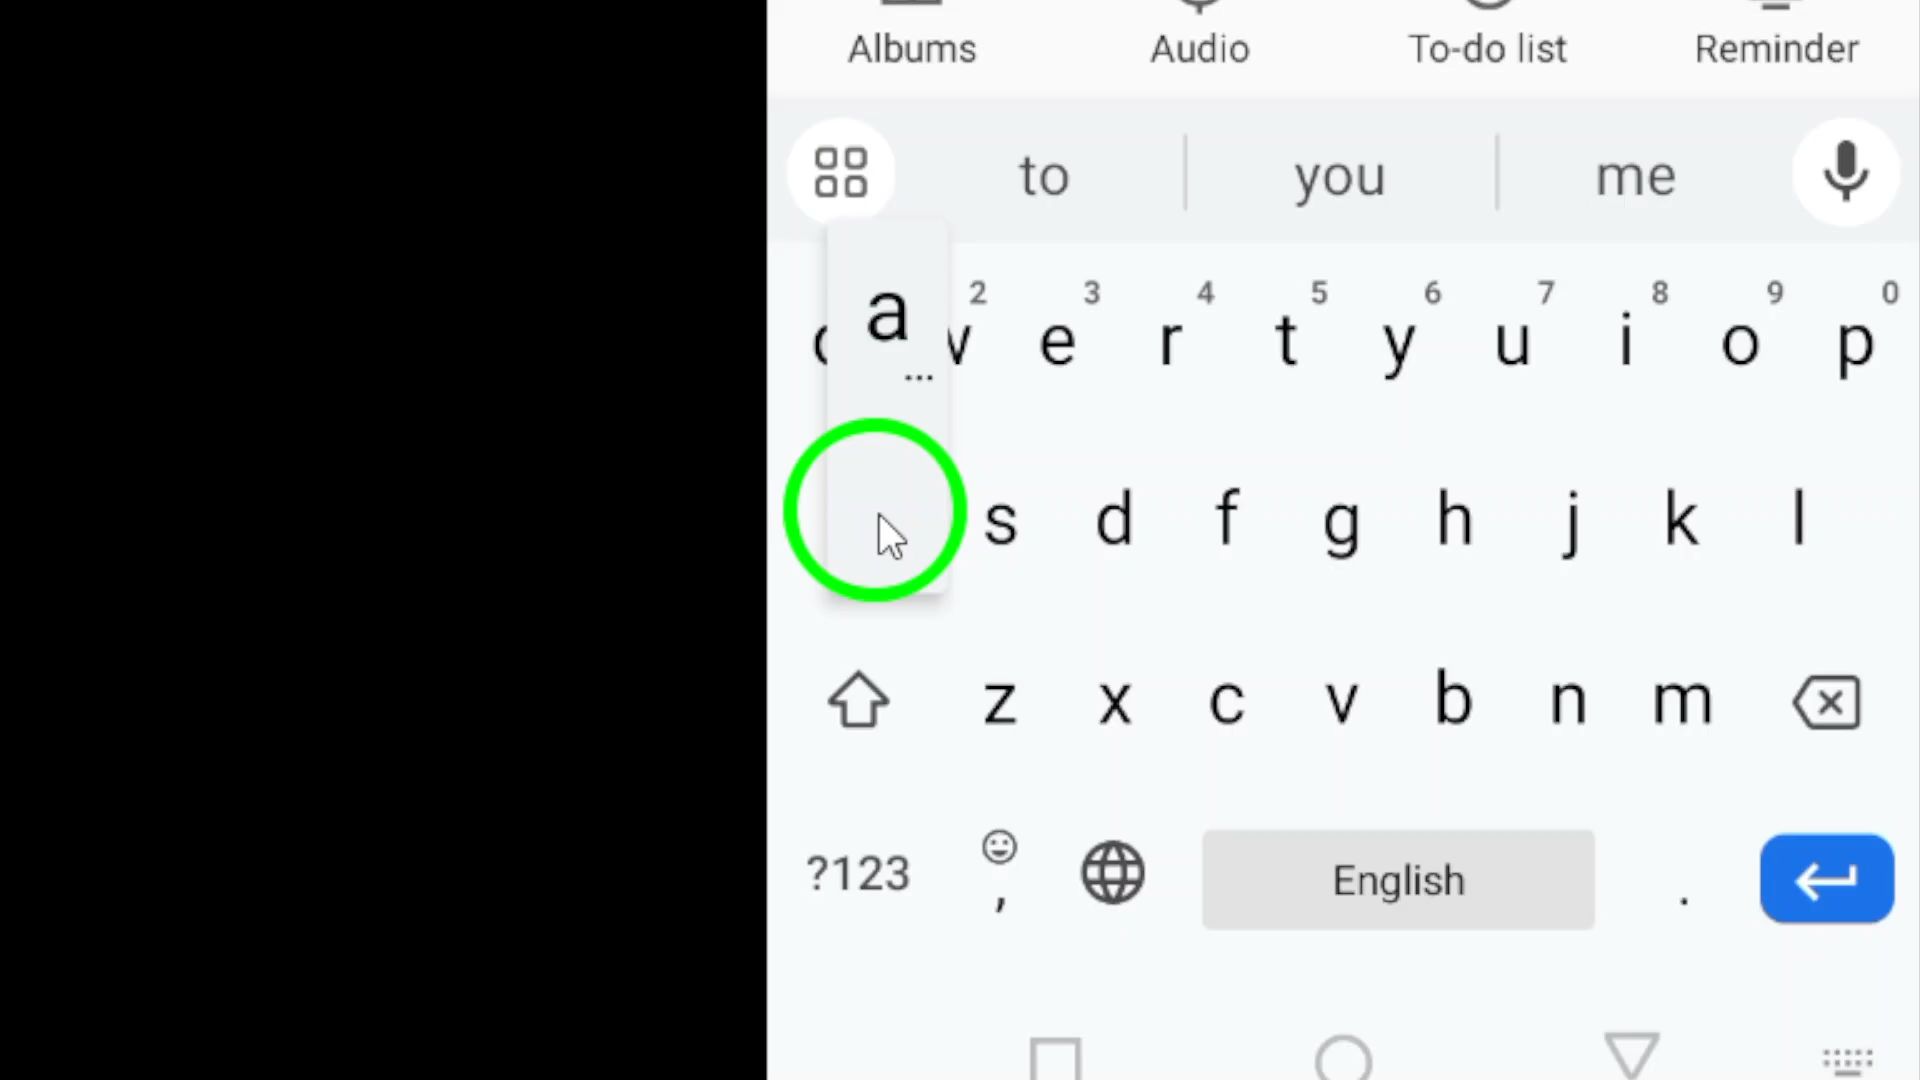 Albums Audio To-do list Reminder
to you me
2 3 4 5 6 7 8 9 0
a
...
e r t y u i o p
s d f g h j k l
z x c v b n m
?123 , English .